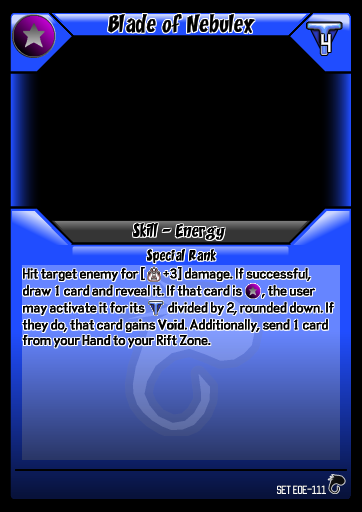 Blade of Nebulex
4
Skill - Energy
Special Rank
Hit target enemy for [ +3] damage. If successful,
draw 1 card and reveal it. If that card is , the user
may activate it for its divided by 2, rounded down. If
they do, that card gains Void. Additionally, send 1 card
from your Hand to your Rift Zone.
SET EOE-111